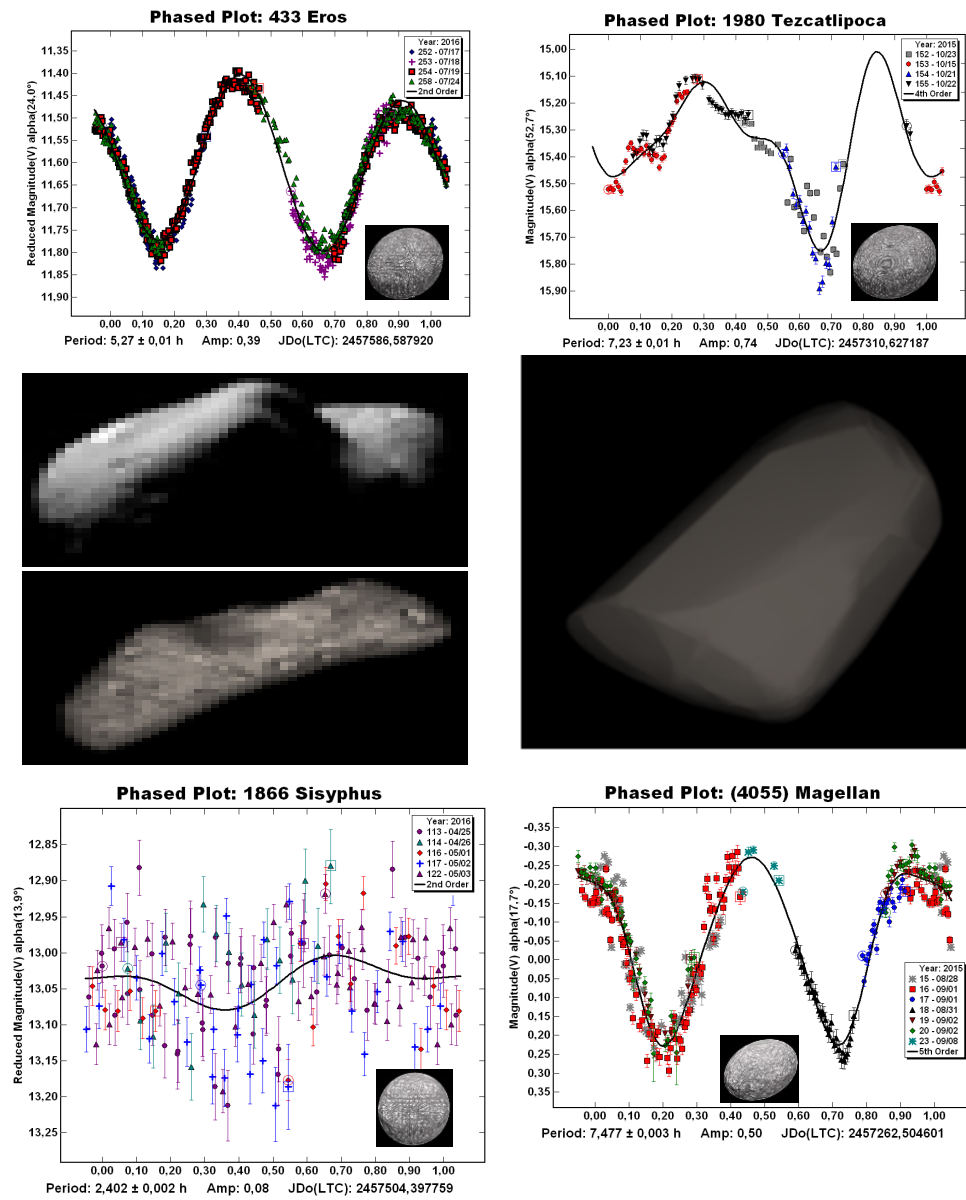 Phased Plot: 433 Eros
Reduced Magnitude(V) alpha(24.0º)
11,35
11,40
11,45
11,50
11,55
11,60
11,65
11,70
11,75
11,80
11,85
11,90
Year: 2016
252 - 07/17
253 - 07/18
254 - 07/19
258 - 07/24
2nd Order
0,00 0,10 0,20 0,30 0,40 0,50 0,60 0,70 0,80 0,90 1,00
Period: 5,27 ± 0,01 h Amp: 0,39 JDo(LTC): 2457586,587920
Phased Plot: 1980 Tezcatlipoca
Magnitude(V) alpha(52,7º)
15,00
15,10
15,20
15,30
15,40
15,50
15,60
15,70
15,80
15,90
Year: 2015
152 - 10/23
153 - 10/15
154 - 10/21
155 - 10/22
4th Order
0,00 0,10 0,20 0,30 0,40 0,50 0,60 0,70 0,80 0,90 1,00
Period: 7,23 ± 0,01 h Amp: 0,74 JDo(LTC): 2457310,627187
Phased Plot: 1866 Sisyphus
Reduced Magnitude(V) alpha(13.9º)
12,85
12,90
12,95
13,00
13,05
13,10
13,15
13,20
13,25
Year: 2016
113 - 04/25
114 - 04/26
116 - 05/01
117 - 05/02
122 - 05/03
2nd Order
0,00 0,10 0,20 0,30 0,40 0,50 0,60 0,70 0,80 0,90 1,00
Period: 2,402 ± 0,002 h Amp: 0,08 JDo(LTC): 2457504,397759
Phased Plot: (4055) Magellan
Magnitude(V) alpha(17.7º)
-0.35
-0.30
-0,25
-0,20
-0,15
-0,10
-0,05
0,00
0,05
0,10
0,15
0,20
0,25
0,30
0,35
Year: 2015
15 - 08/28
16 - 09/01
17 - 09/01
18 - 08/31
19 - 09/02
20 - 09/02
23 - 09/08
5th Order
0,00 0,10 0,20 0,30 0,40 0,50 0,60 0,70 0,80 0,90 1,00
Period: 7,477 ± 0,003 h Amp: 0,50 JDo(LTC): 2457262,504601